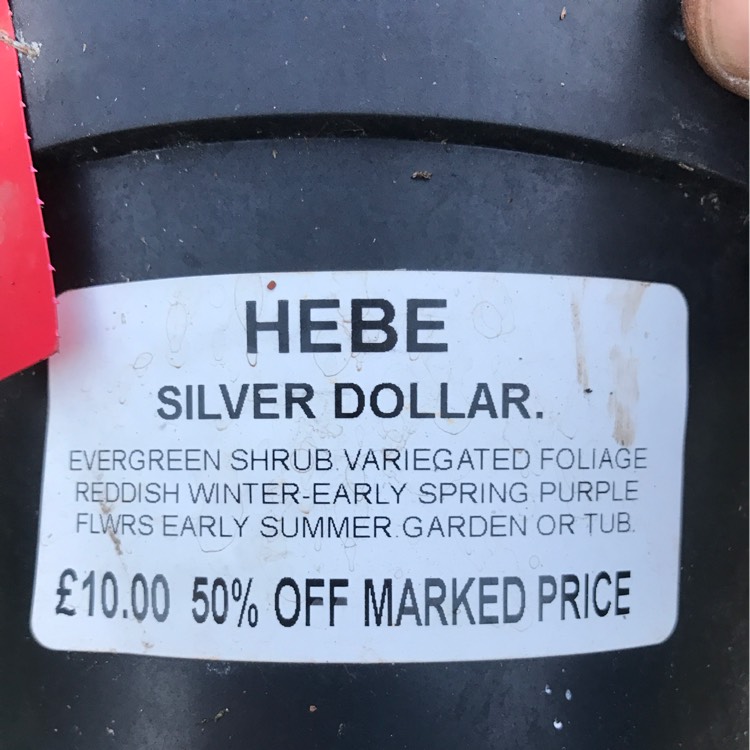 HEBE
SILVER DOLLAR.
EVERGREEN SHRUB VARIEGATED FOLIAGE
REDDISH WINTER-EARLY SPRING PURPLE
FLWRS EARLY SUMMER.GARDEN OR TUB.
£10.00 50% OFF MARKED PRICE